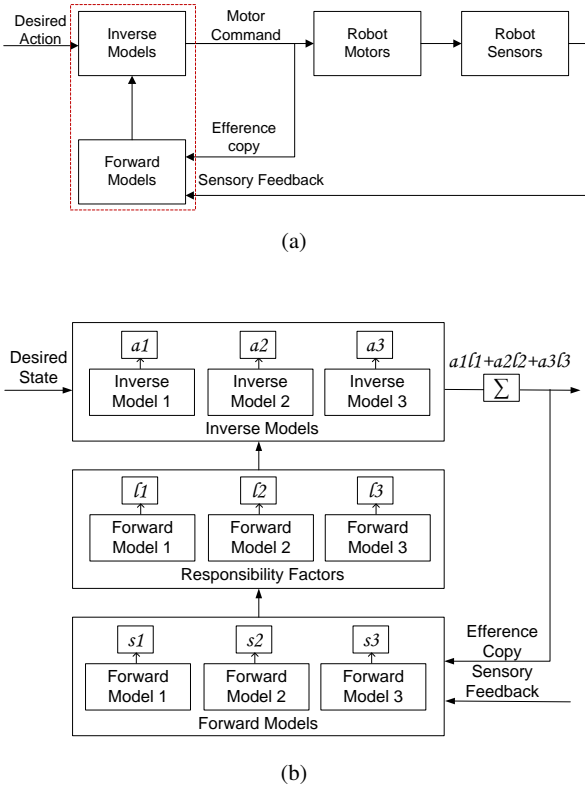 Desired
Action
Inverse
Models
Motor
Command
Robot
Motors
Robot
Sensors
Efference
copy
Forward
Models
Sensory Feedback
(a)
Desired
State
a1
a2
a3
Inverse
Model 1
Inverse
Model 2
Inverse
Model 3
Inverse Models
a1l1+a2l2+a3l3
Σ
l1
l2
l3
Forward
Model 1
Forward
Model 2
Forward
Model 3
Responsibility Factors
s1
s2
s3
Forward
Model 1
Forward
Model 2
Forward
Model 3
Forward Models
Efference
Copy
Sensory
Feedback
(b)